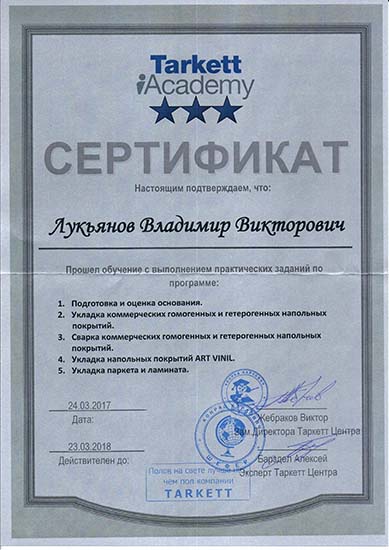 Tarkett
iAcademy
СЕРТИФИКАТ
Настоящим подтверждаем, что:
Лукьянов Владимир Викторович
Прошел обучение с выполнением практических заданий по
программе:
1. Подготовка и оценка основания.
2. Укладка коммерческих гомогенных и гетерогенных напольных
покрытий.
3. Сварка коммерческих гомогенных и гетерогенных напольных
покрытий.
4. Укладка напольных покрытий ART VINIL.
5. Укладка паркета и ламината.
24.03.2017
Жебраков Виктор
Дата:
Зам.Директора Таркетт Центра
23.03.2018
Бараздел Алексей
Действителен до:
Эксперт Таркетт Центра
Полов на свете лучше нет
чем пол компании
TARKETT